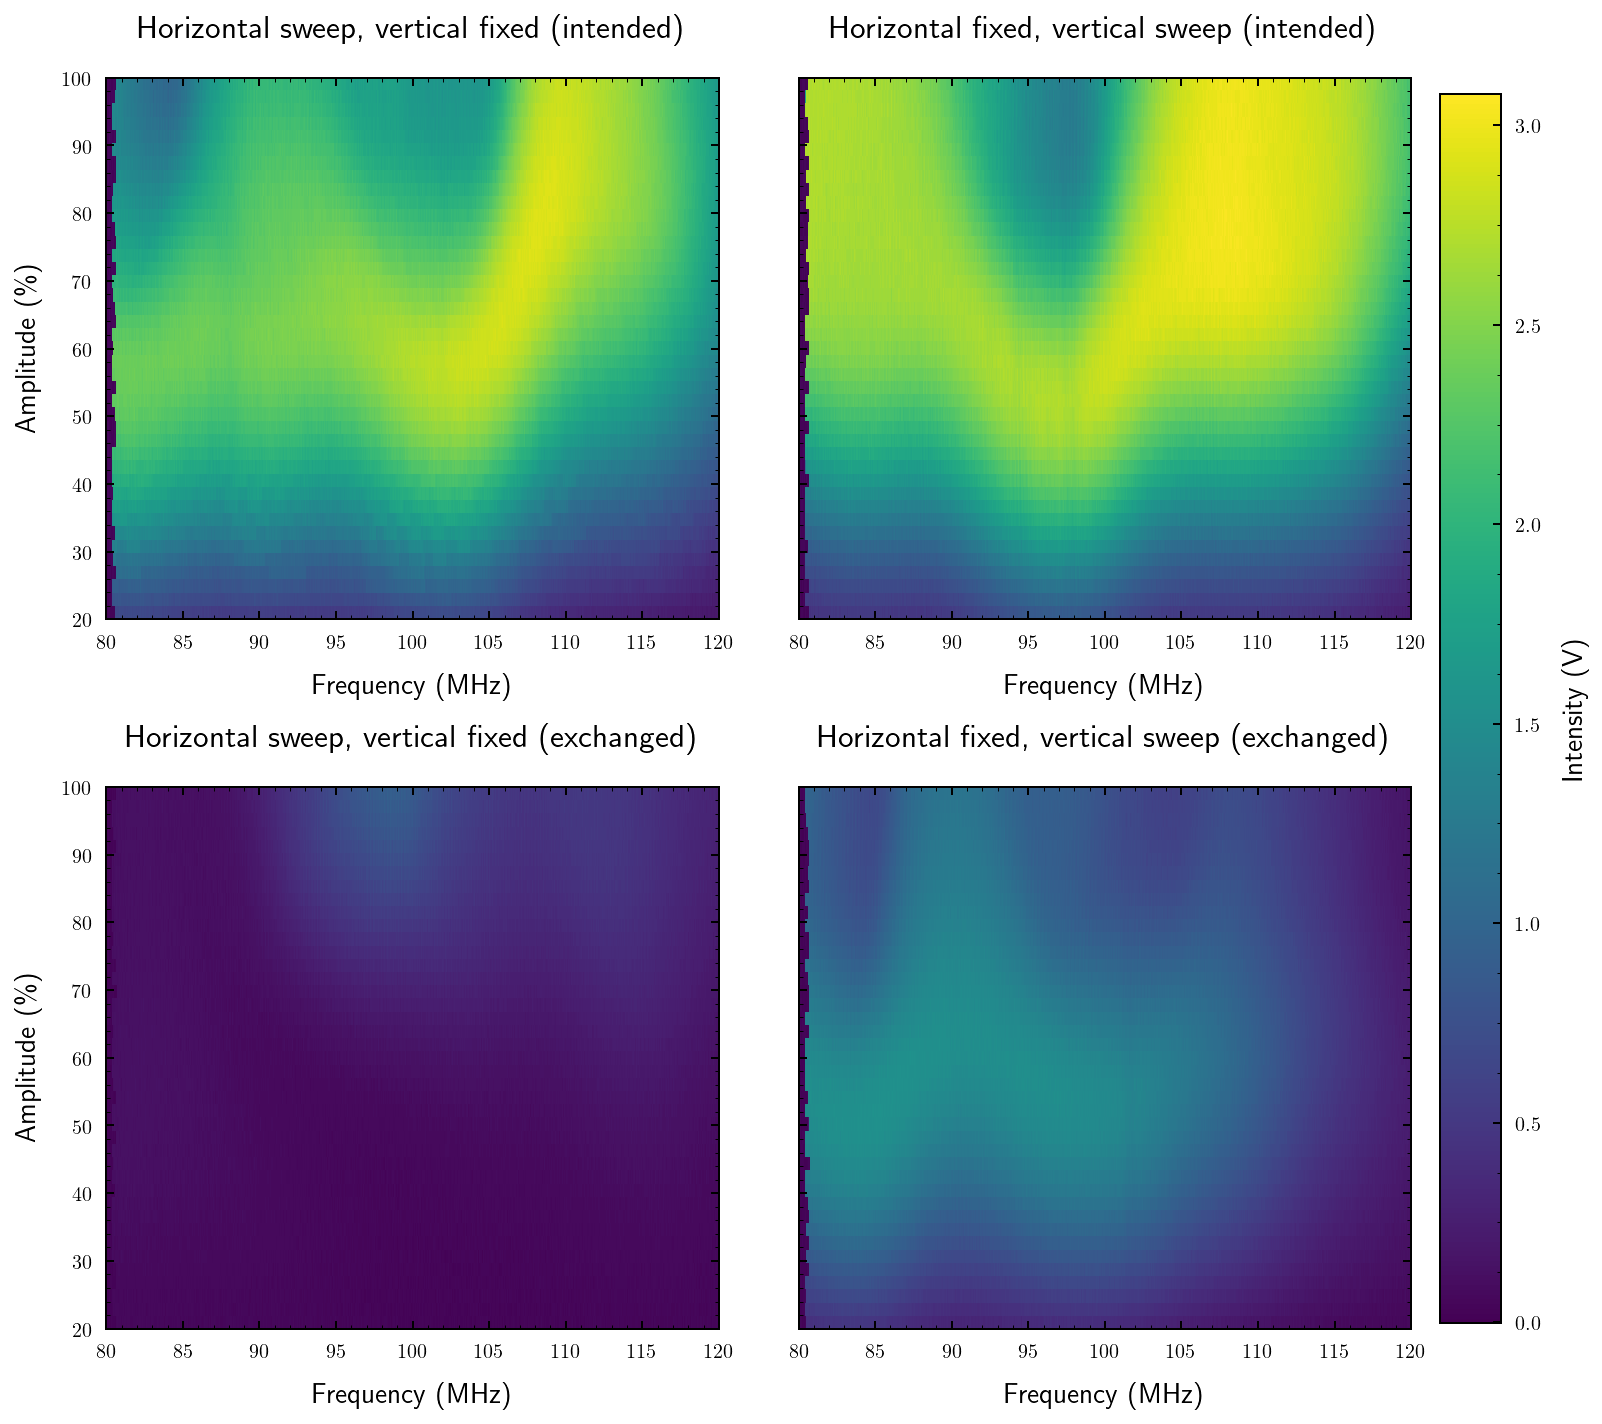 Horizontal sweep, vertical fixed (intended)
Horizontal fixed, vertical sweep (intended)
100
90
80
70
60
50
40
30
20
Amplitude (%)
80 85 90 95 100 105 110 115 120
Frequency (MHz)
80 85 90 95 100 105 110 115 120
Frequency (MHz)
Horizontal sweep, vertical fixed (exchanged)
Horizontal fixed, vertical sweep (exchanged)
100
90
80
70
60
50
40
30
20
Amplitude (%)
80 85 90 95 100 105 110 115 120
Frequency (MHz)
80 85 90 95 100 105 110 115 120
Frequency (MHz)
3.0
2.5
2.0
1.5
1.0
0.5
0.0
Intensity (V)